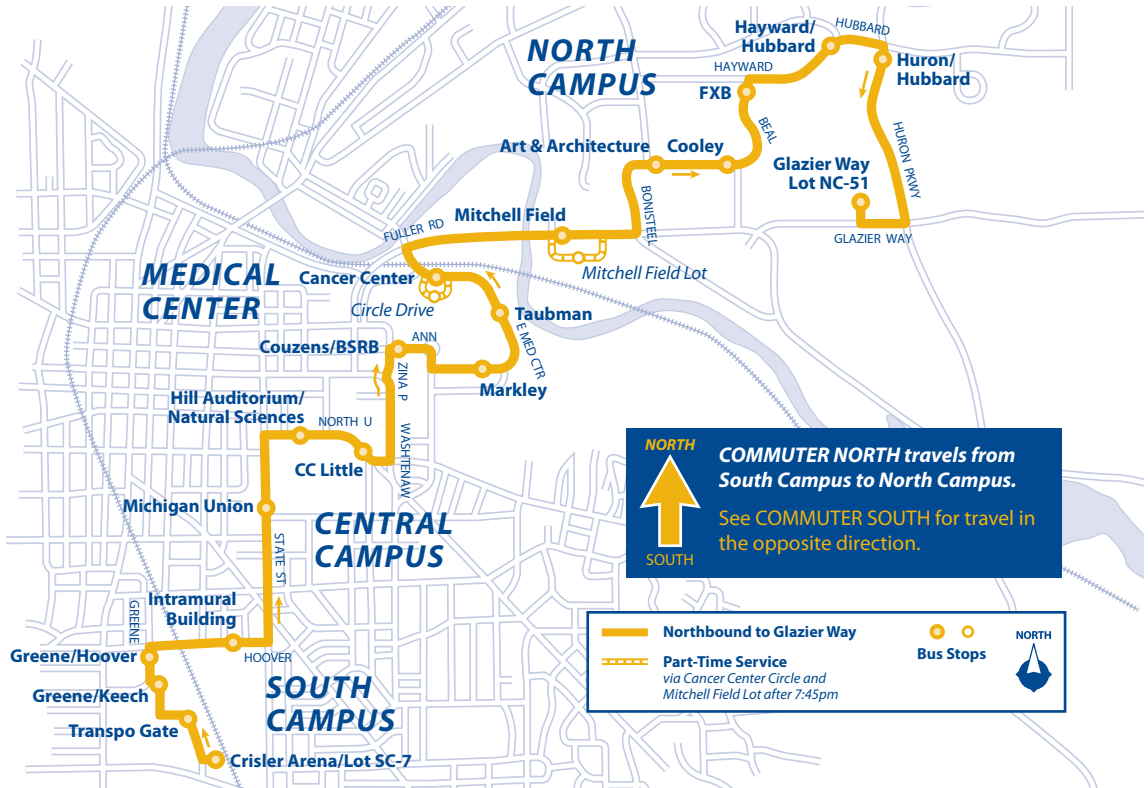 NORTH
CAMPUS
Hayward/
Hubbard
HUBBARD
Huron/
Hubbard
HAYWARD
FXB
BEAL
HURON PKWY
Art & Architecture
Cooley
Glazier Way
Lot NC-51
GLAZIER WAY
BONISTEEL
Mitchell Field
FULLER RD
Mitchell Field Lot
MEDICAL
CENTER
Cancer Center
Circle Drive
Taubman
E MED CTR
Couzens/BSRB
ANN
Markley
ZINA P
Hill Auditorium/
Natural Sciences
NORTH U
WASHTENAW
CC Little
Michigan Union
CENTRAL
CAMPUS
STATE ST
Intramural
Building
GREENE
Greene/Hoover
HOOVER
Greene/Keech
SOUTH
CAMPUS
Transpo Gate
Crisler Arena/Lot SC-7
NORTH
SOUTH
COMMUTER NORTH travels from
South Campus to North Campus.
See COMMUTER SOUTH for travel in
the opposite direction.
Northbound to Glazier Way
Part-Time Service
via Cancer Center Circle and
Mitchell Field Lot after 7:45pm
Bus Stops
NORTH